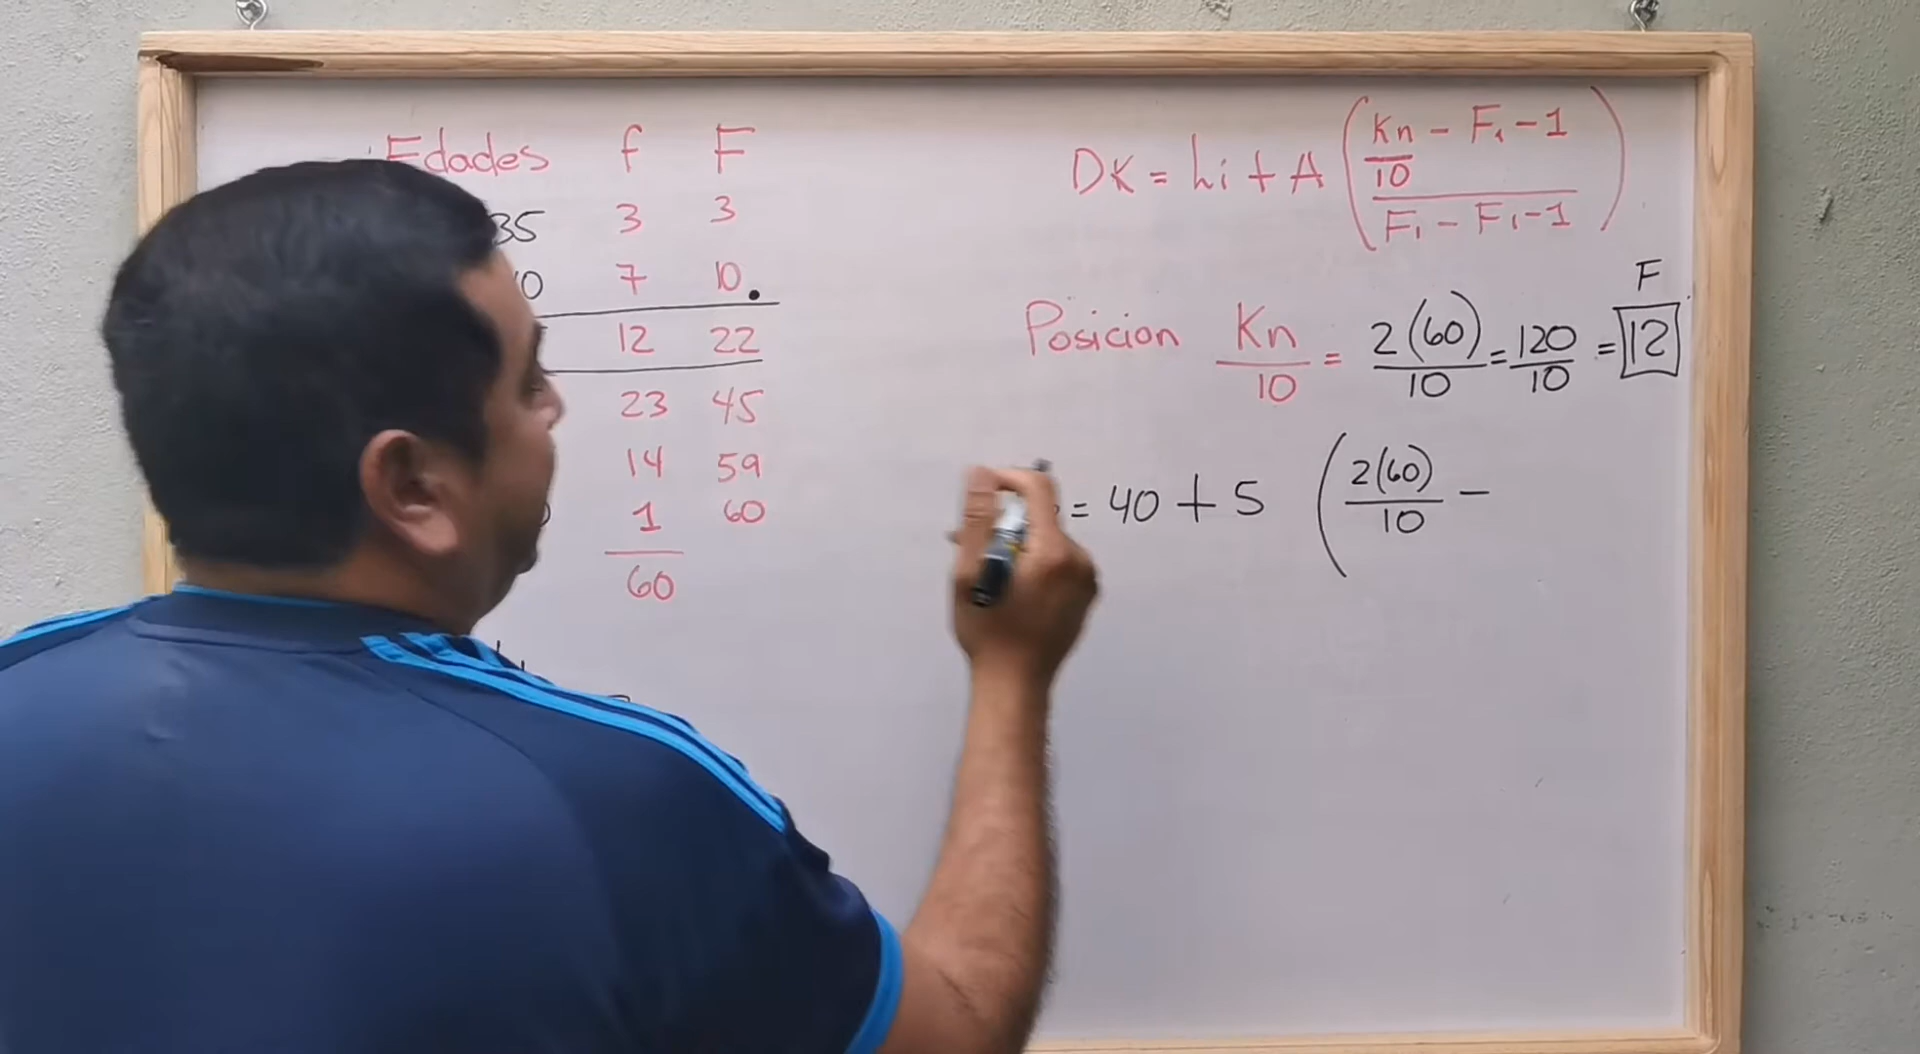 Edades f F
35 3 3
0 7 10.
12 22
23 45
14 59
1 60
60
DK = Li + A ( Kn/10 - Fi-1 / Fi - Fi-1 )
Posicion Kn/10 = 2(60)/10 = 120/10 = 12
F
= 40 + 5 ( 2(60)/10 -